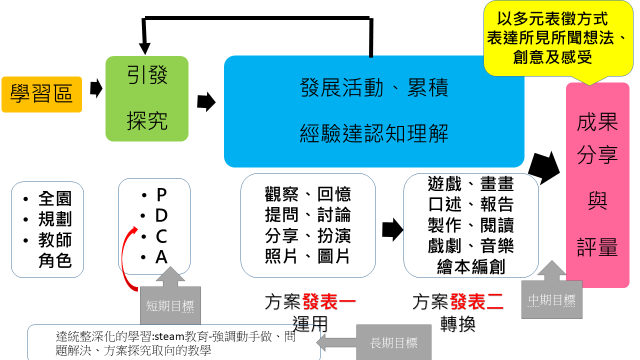 以多元表徵方式
表達所見所聞想法、
創意及感受
學習區
引發
探究
發展活動、累積
經驗達認知理解
成果
分享
與
評量
• 全園
• 規劃
• 教師
角色
• P
• D
• C
• A
觀察、回憶
提問、討論
分享、扮演
照片、圖片
遊戲、畫畫
口述、報告
製作、閱讀
戲劇、音樂
繪本編創
短期目標
方案發表一
運用
方案發表二
轉換
中期目標
達統整深化的學習:steam教育-強調動手做、問
題解決、方案探究取向的教學
長期目標